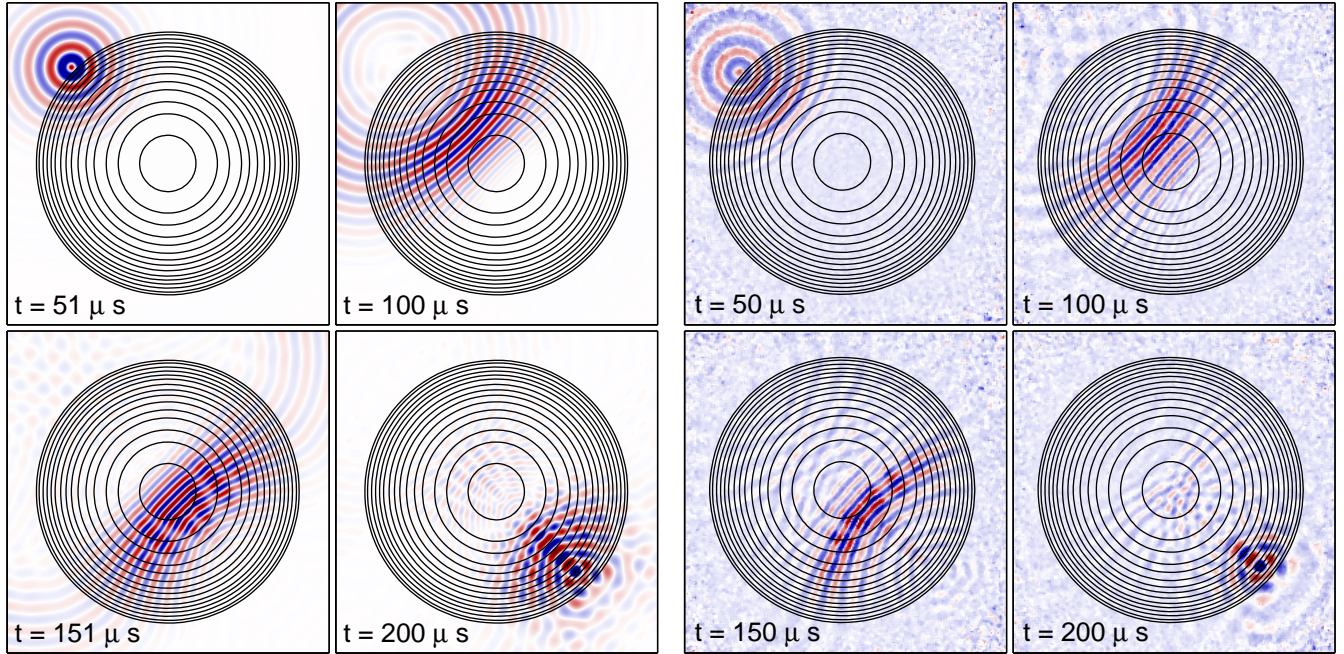 t = 51 μ s
t = 100 μ s
t = 50 μ s
t = 100 μ s
t = 151 μ s
t = 200 μ s
t = 150 μ s
t = 200 μ s